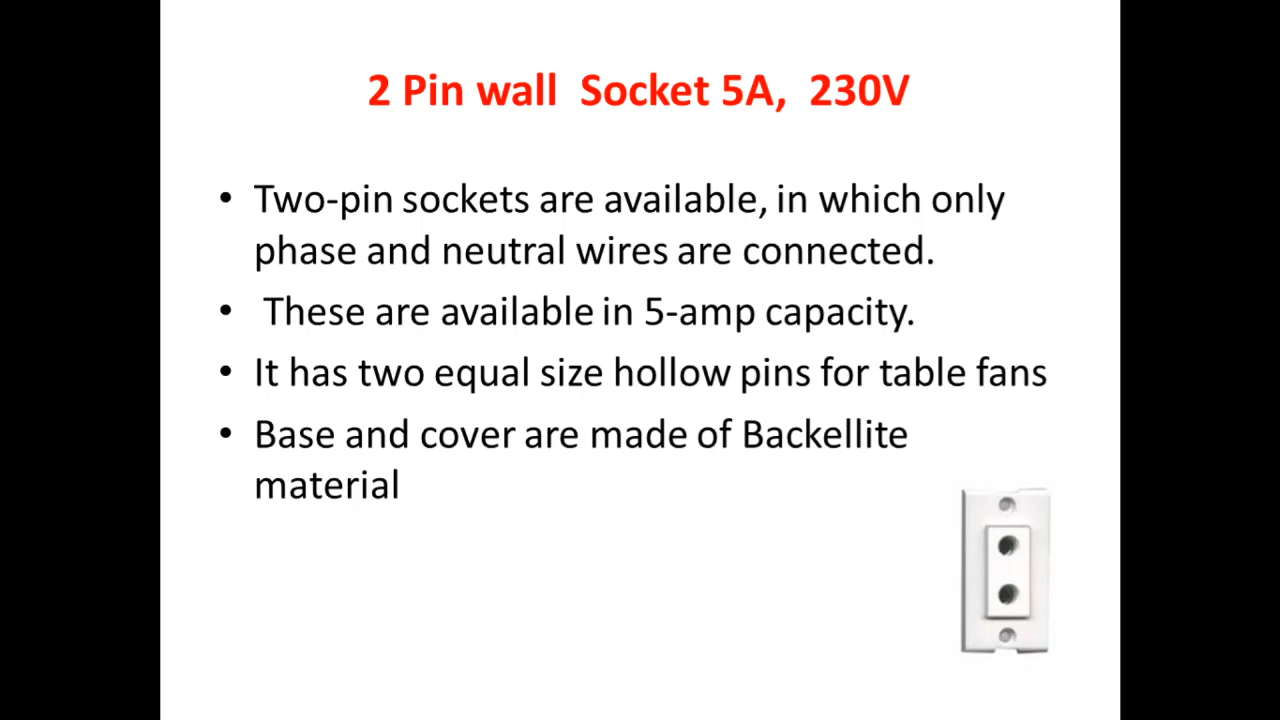 2 Pin wall  Socket 5A,  230V
• Two-pin sockets are available, in which only
phase and neutral wires are connected.
•  These are available in 5-amp capacity.
• It has two equal size hollow pins for table fans
• Base and cover are made of Backellite
material